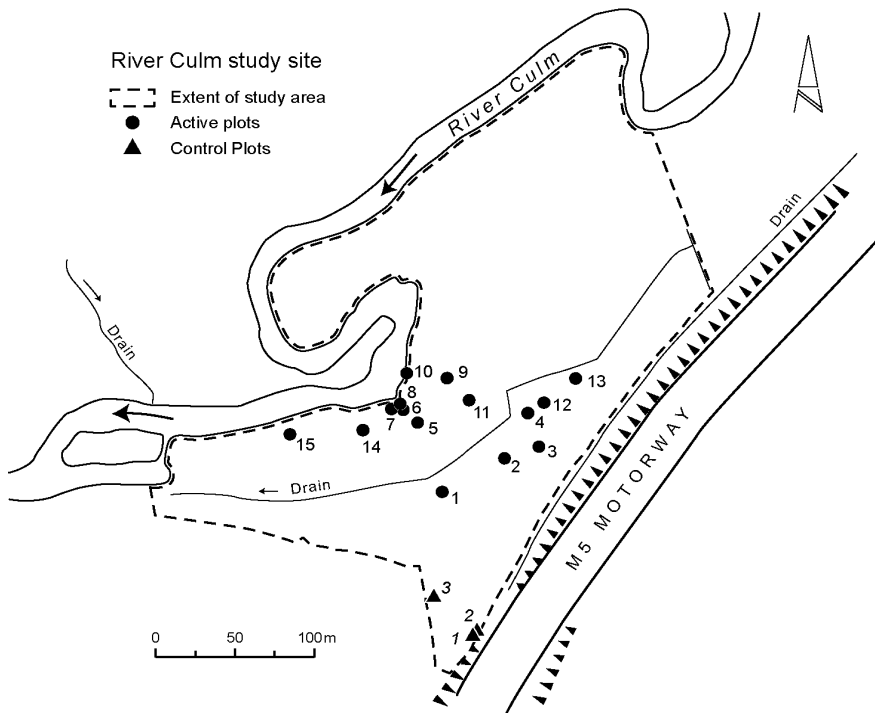 River Culm study site
Extent of study area
Active plots
Control Plots
River Culm
Drain
Drain
10
9
13
8
7
6
11
12
4
5
15
14
3
2
Drain
1
M5 MOTORWAY
3
2
1
0
50
100m